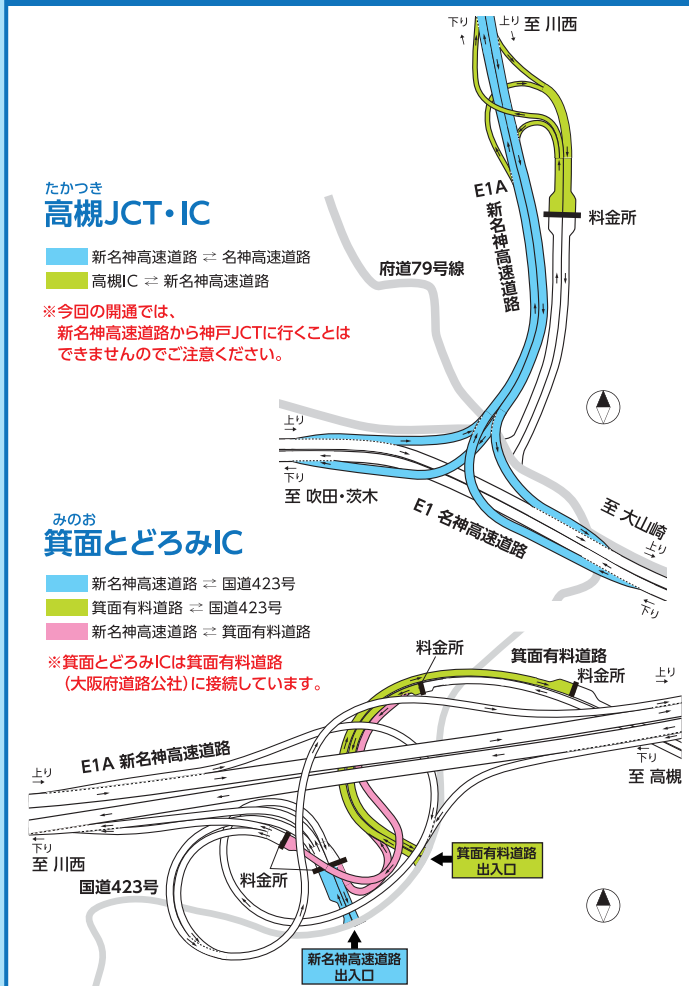 下り
上り
至 川西
たかつき
高槻JCT・IC
新名神高速道路 ⇄ 名神高速道路
高槻IC ⇄ 新名神高速道路
※今回の開通では、
新名神高速道路から神戸JCTに行くことは
できませんのでご注意ください。
E1A
新名神高速道路
料金所
府道79号線
上り
下り
至 吹田・茨木
E1 名神高速道路
至 大山崎
上り
下り
みのお
箕面とどろみIC
新名神高速道路 ⇄ 国道423号
箕面有料道路 ⇄ 国道423号
新名神高速道路 ⇄ 箕面有料道路
※箕面とどろみICは箕面有料道路
（大阪府道路公社）に接続しています。
料金所
箕面有料道路
料金所
上り
E1A 新名神高速道路
上り
下り
至 高槻
下り
至 川西
国道423号
料金所
箕面有料道路
出入口
新名神高速道路
出入口